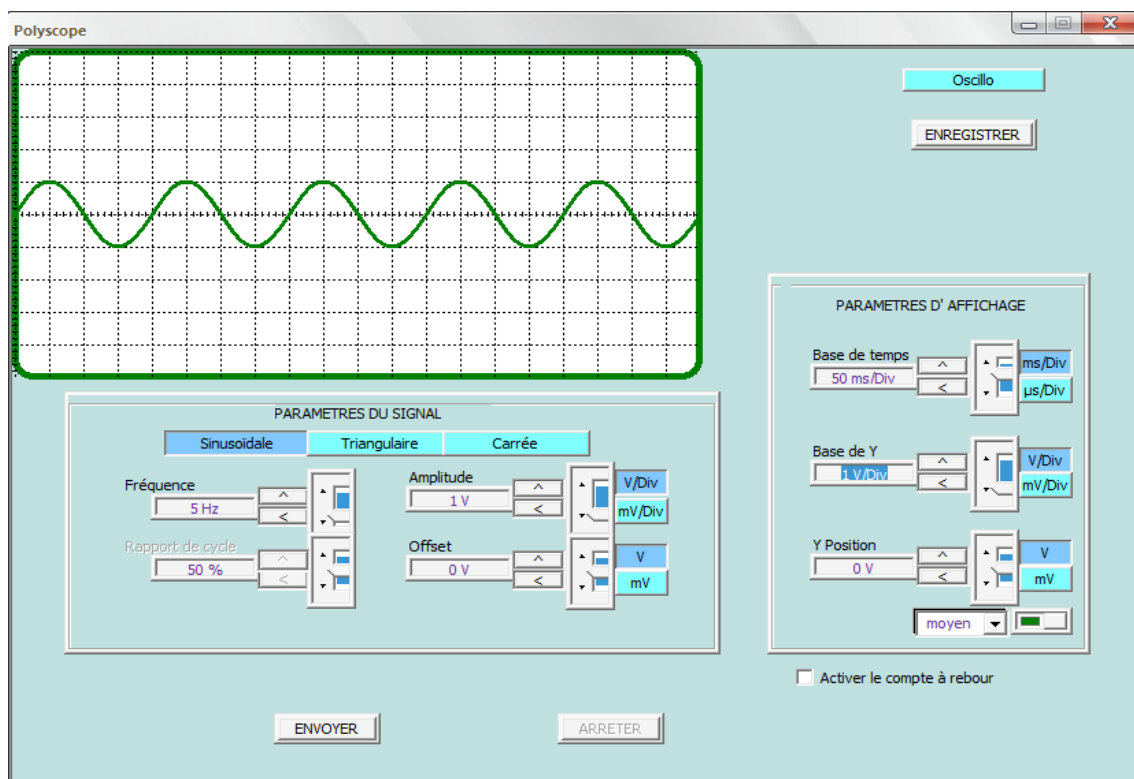 Polyscope
Oscillo
ENREGISTRER
PARAMETRES D' AFFICHAGE
Base de temps
50 ms/Div
^
<
ms/Div
µs/Div
Base de Y
1 V/Div
^
<
V/Div
mV/Div
Y Position
0 V
^
<
V
mV
moyen
Activer le compte à rebour
PARAMETRES DU SIGNAL
Sinusoïdale
Triangulaire
Carrée
Fréquence
5 Hz
^
<
Amplitude
1 V
^
<
V/Div
mV/Div
Rapport de cycle
50 %
^
<
Offset
0 V
^
<
V
mV
ENVOYER
ARRETER